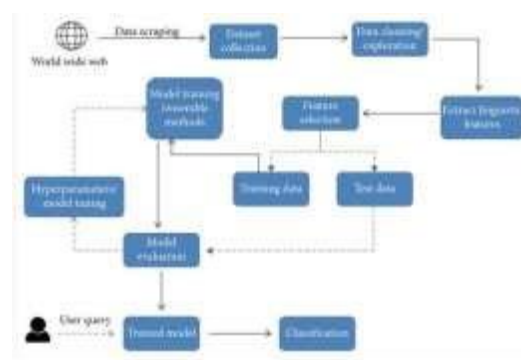 Data scraping
World wide web
Dataset
collection
Data cleaning/
exploration
Model training
(ensemble
methods)
Feature
selection
Extract linguistic
features
Hyperparameters/
model tuning
Training data
Test data
Model
evaluation
User query
Trained model
Classification